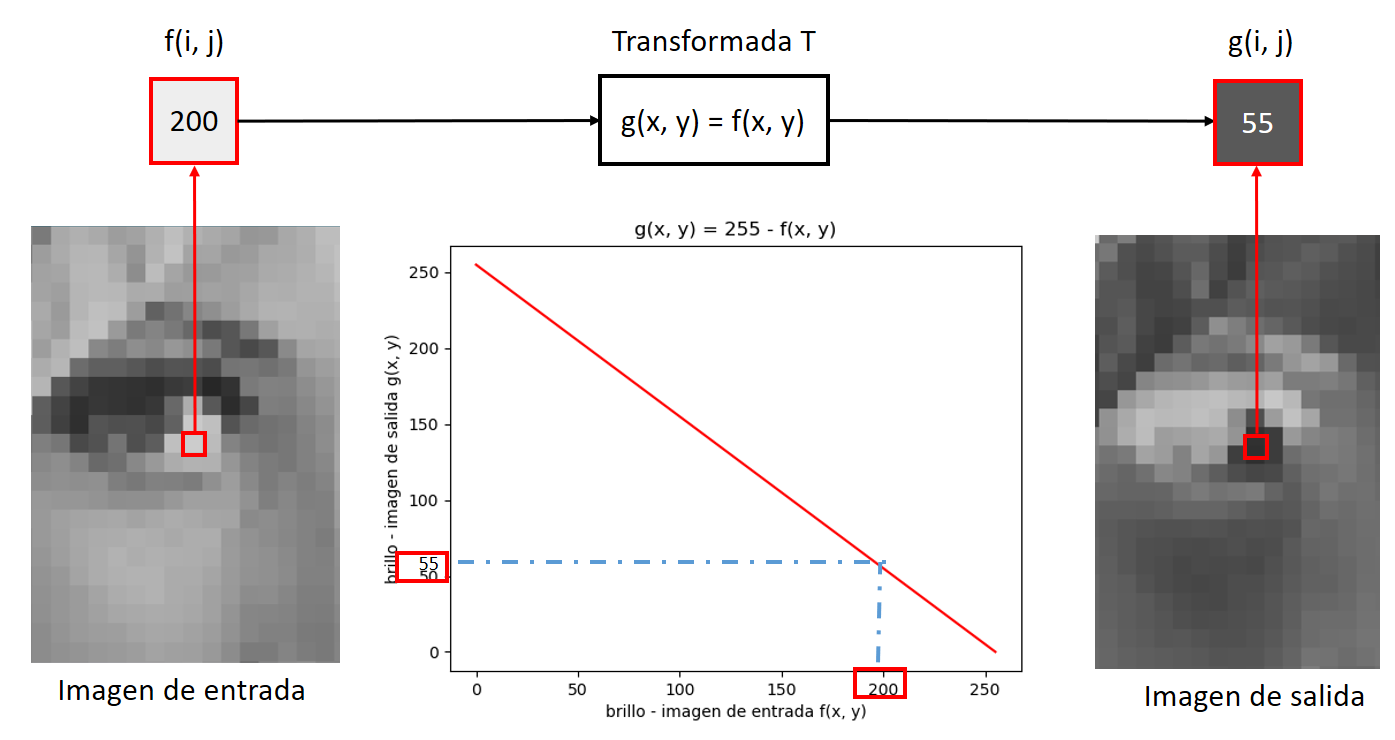 f(i, j)
Transformada T
g(i, j)
200
g(x, y) = f(x, y)
55
g(x, y) = 255 - f(x, y)
brillo - imagen de salida g(x, y)
250
200
150
100
55
50
0
0
50
100
150
200
250
brillo - imagen de entrada f(x, y)
Imagen de entrada
Imagen de salida